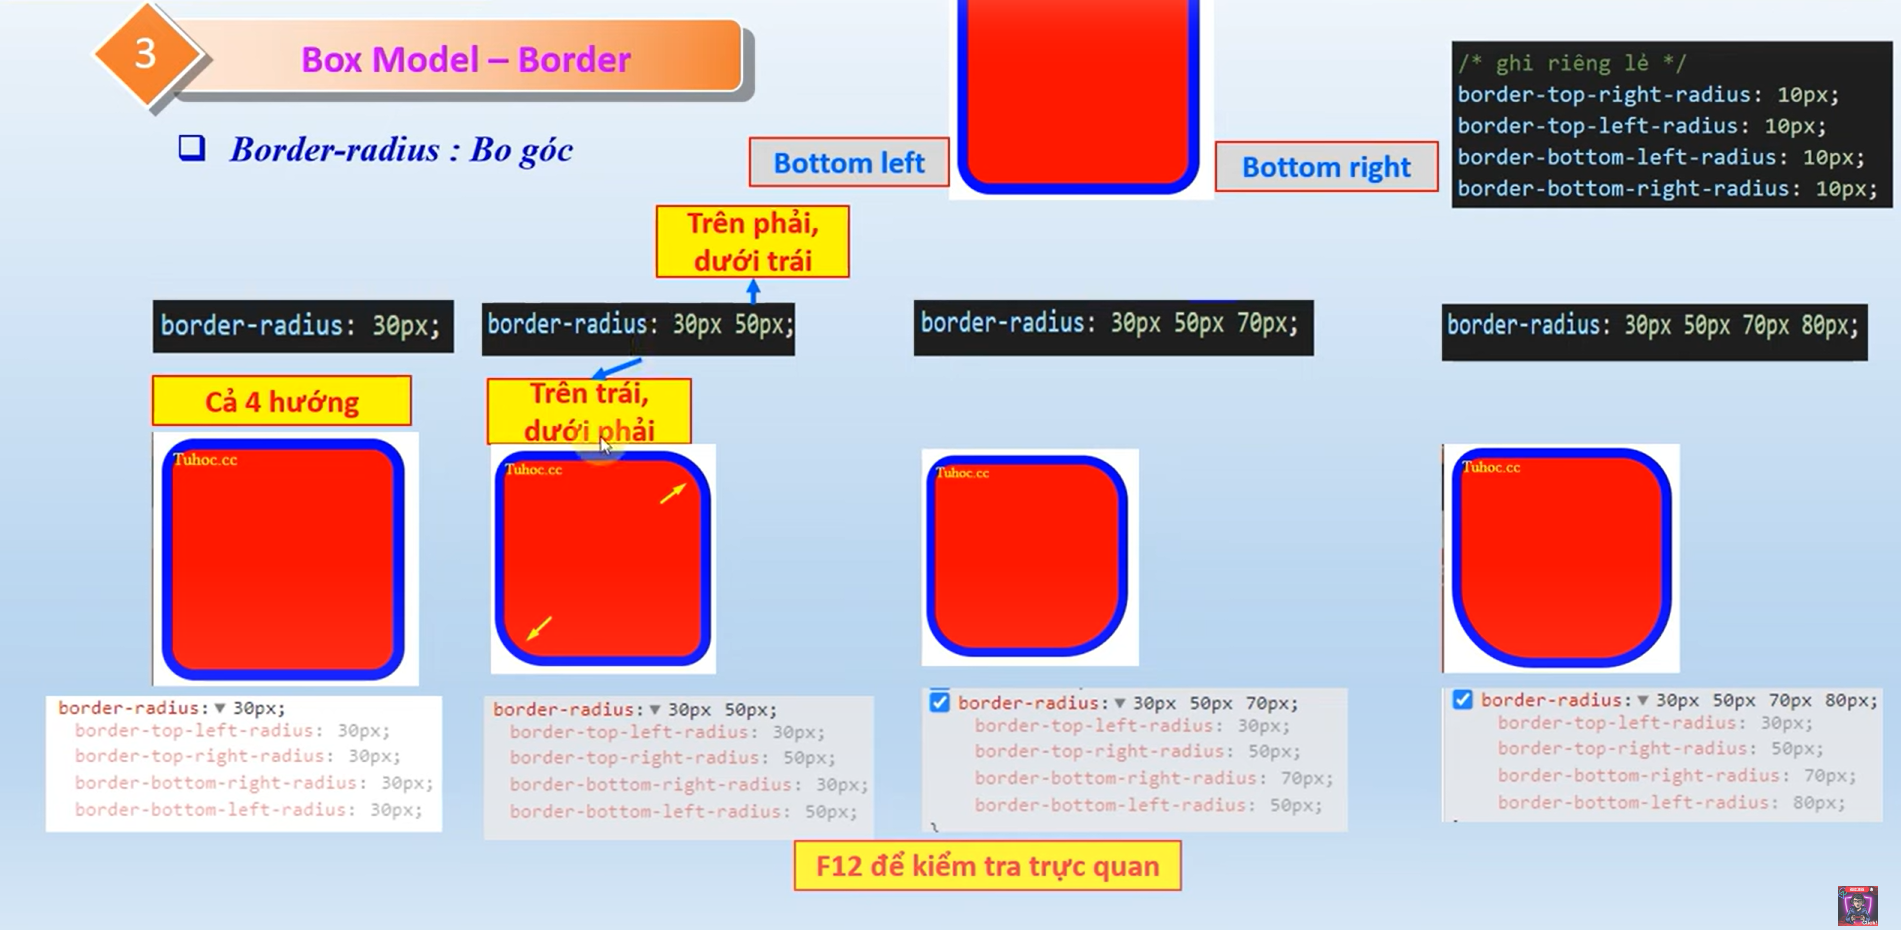 3
Box Model – Border
❑ Border-radius : Bo góc
Bottom left
Bottom right
/* ghi riêng lẻ */
border-top-right-radius: 10px;
border-top-left-radius: 10px;
border-bottom-left-radius: 10px;
border-bottom-right-radius: 10px;
Trên phải,
dưới trái
border-radius: 30px;
border-radius: 30px 50px;
border-radius: 30px 50px 70px;
border-radius: 30px 50px 70px 80px;
Cả 4 hướng
Trên trái,
dưới phải
Tuhoc.cc
Tuhoc.cc
Tuhoc.cc
Tuhoc.cc
border-radius:▼ 30px;
border-top-left-radius: 30px;
border-top-right-radius: 30px;
border-bottom-right-radius: 30px;
border-bottom-left-radius: 30px;
border-radius:▼ 30px 50px;
border-top-left-radius: 30px;
border-top-right-radius: 50px;
border-bottom-right-radius: 30px;
border-bottom-left-radius: 50px;
border-radius:▼ 30px 50px 70px;
border-top-left-radius: 30px;
border-top-right-radius: 50px;
border-bottom-right-radius: 70px;
border-bottom-left-radius: 50px;
}
border-radius:▼ 30px 50px 70px 80px;
border-top-left-radius: 30px;
border-top-right-radius: 50px;
border-bottom-right-radius: 70px;
border-bottom-left-radius: 80px;
F12 để kiểm tra trực quan